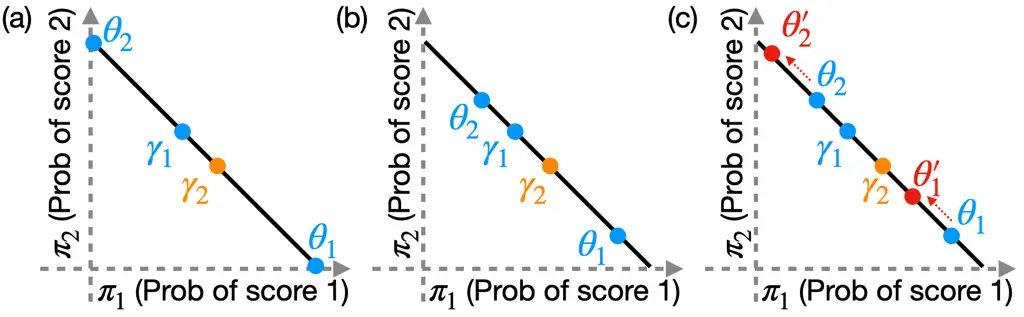 (a)
π₂ (Prob of score 2)
θ₂
γ₁
γ₂
θ₁
π₁ (Prob of score 1)
(b)
π₂ (Prob of score 2)
θ₂
γ₁
γ₂
θ₁
π₁ (Prob of score 1)
(c)
π₂ (Prob of score 2)
θ′₂
θ₂
γ₁
γ₂
θ′₁
θ₁
π₁ (Prob of score 1)